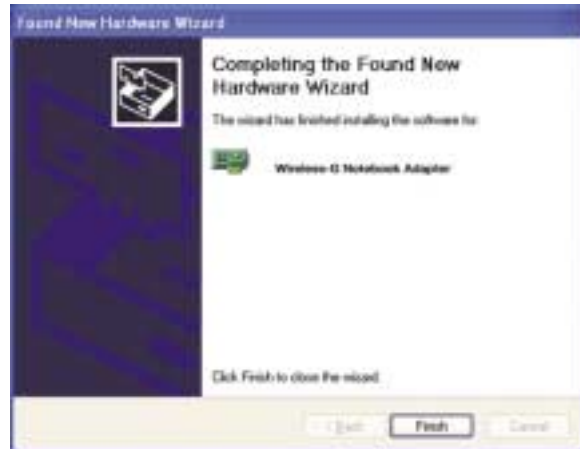 Found New Hardware Wizard
Completing the Found New
Hardware Wizard
The wizard has finished installing the software for:
Wireless-G Notebook Adapter
Click Finish to close the wizard.
< Back Finish Cancel